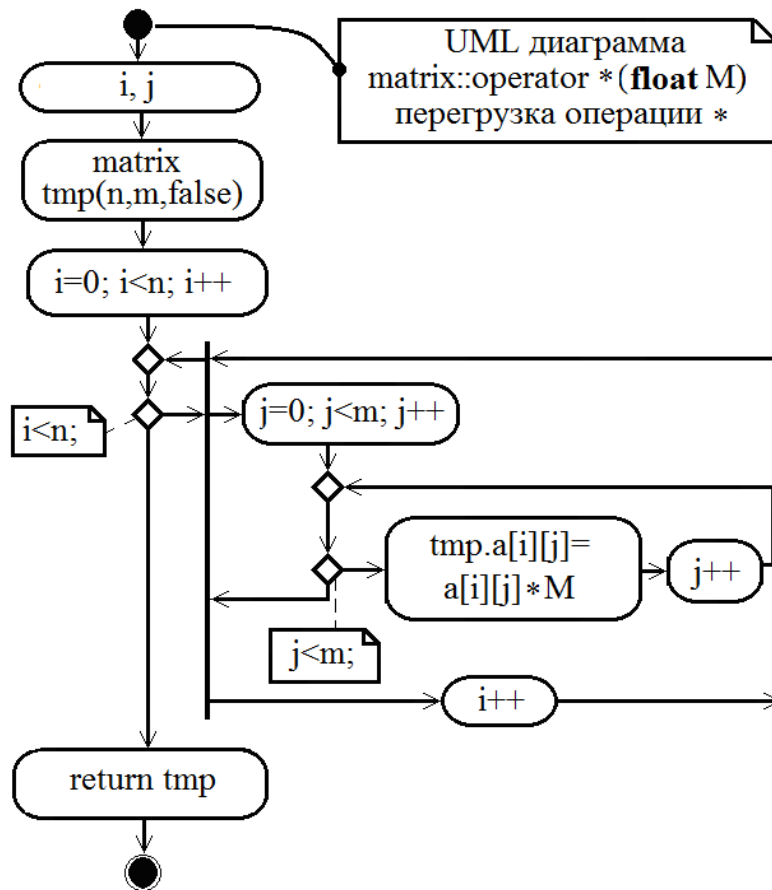 UML диаграмма
matrix::operator *(float M)
перегрузка операции *
i, j
matrix
tmp(n,m,false)
i=0; i<n; i++
i<n;
j=0; j<m; j++
tmp.a[i][j]=
a[i][j]*M
j++
j<m;
i++
return tmp